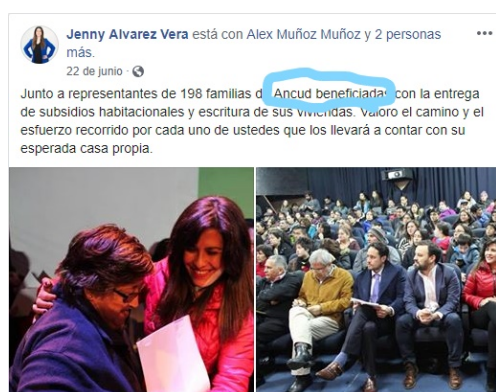 Jenny Alvarez Vera está con Alex Muñoz Muñoz y 2 personas
más.
22 de junio ·
Junto a representantes de 198 familias d Ancud beneficiadas con la entrega
de subsidios habitacionales y escritura de sus viviendas. Valoro el camino y el
esfuerzo recorrido por cada uno de ustedes que los llevará a contar con su
esperada casa propia.